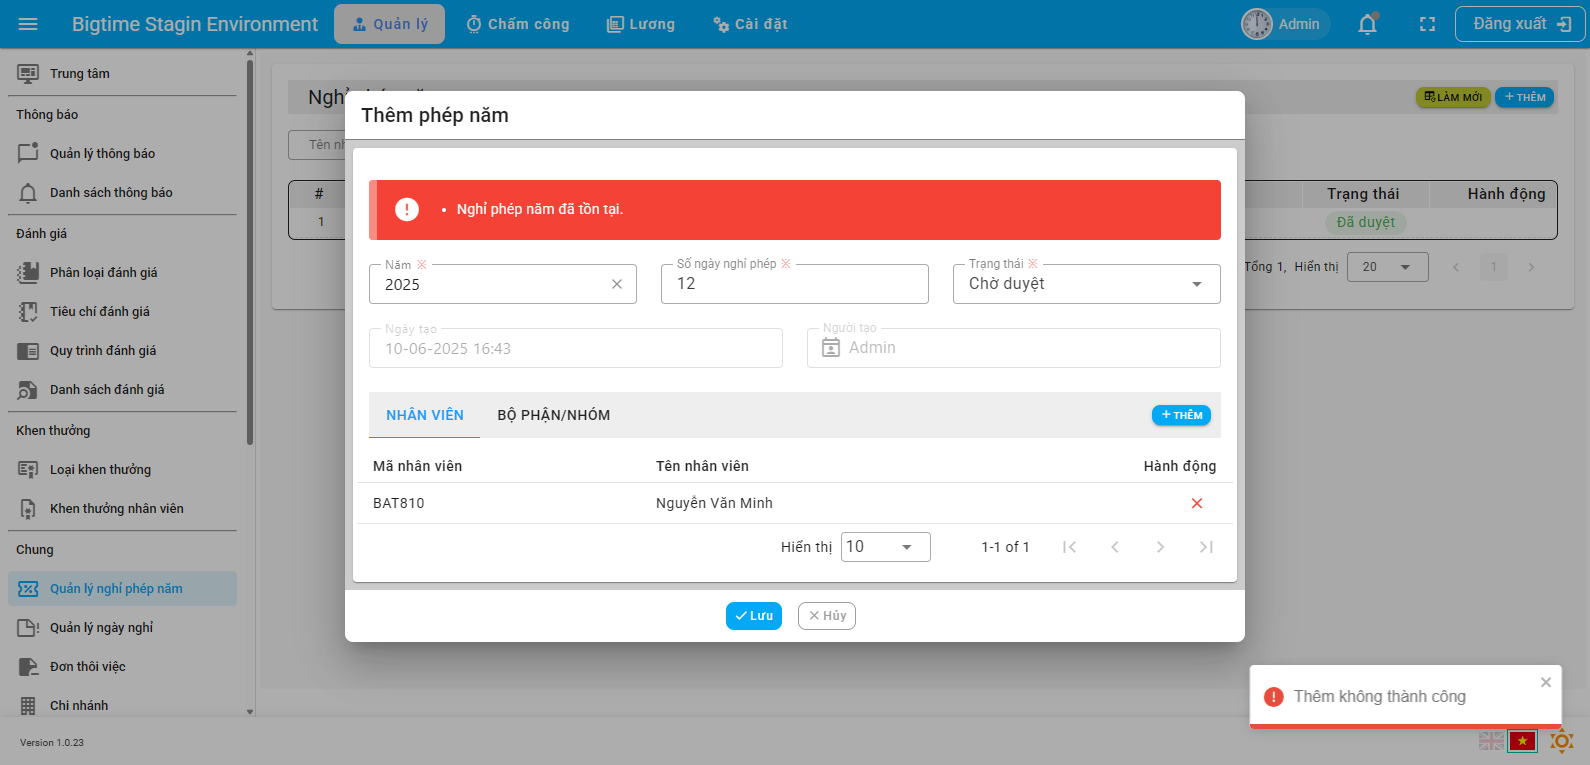 Bigtime Stagin Environment
Quản lý
Chấm công
Lương
Cài đặt
Admin
Đăng xuất
Trung tâm
Thông báo
Quản lý thông báo
Danh sách thông báo
Đánh giá
Phân loại đánh giá
Tiêu chí đánh giá
Quy trình đánh giá
Danh sách đánh giá
Khen thưởng
Loại khen thưởng
Khen thưởng nhân viên
Chung
Quản lý nghỉ phép năm
Quản lý ngày nghỉ
Đơn thôi việc
Chi nhánh
Version 1.0.23
LÀM MỚI
+ THÊM
Tên
#
Trạng thái
Hành động
1
Đã duyệt
Tổng 1, Hiển thị
20
1
Thêm phép năm
• Nghỉ phép năm đã tồn tại.
Năm ※
2025
Số ngày nghỉ phép ※
12
Trạng thái ※
Chờ duyệt
Ngày tạo
10-06-2025 16:43
Người tạo
Admin
NHÂN VIÊN
BỘ PHẬN/NHÓM
+ THÊM
Mã nhân viên
Tên nhân viên
Hành động
BAT810
Nguyễn Văn Minh
Hiển thị
10
1-1 of 1
Lưu
Hủy
Thêm không thành công